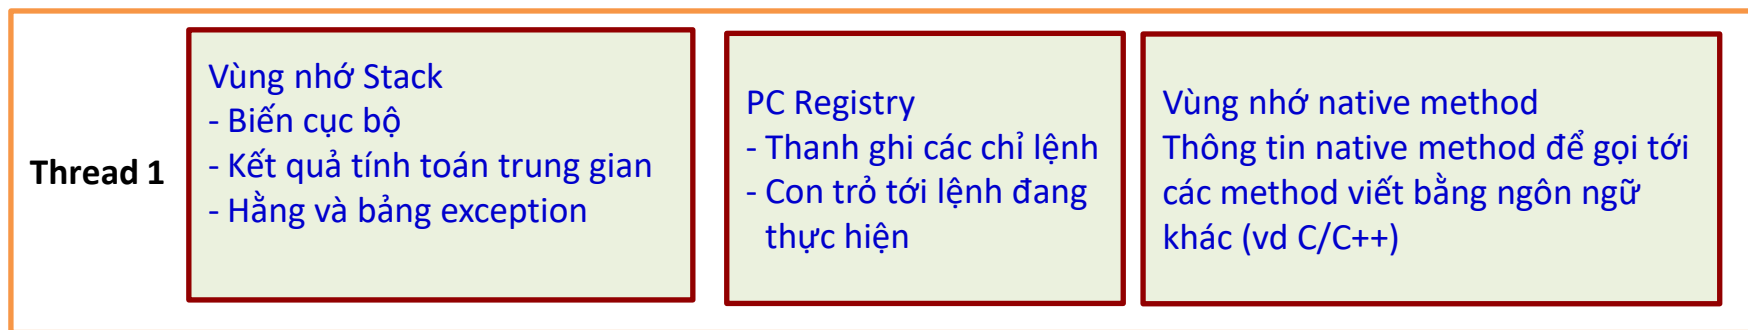 Thread 1
Vùng nhớ Stack
- Biến cục bộ
- Kết quả tính toán trung gian
- Hằng và bảng exception
PC Registry
- Thanh ghi các chỉ lệnh
- Con trỏ tới lệnh đang
thực hiện
Vùng nhớ native method
Thông tin native method để gọi tới
các method viết bằng ngôn ngữ
khác (vd C/C++)